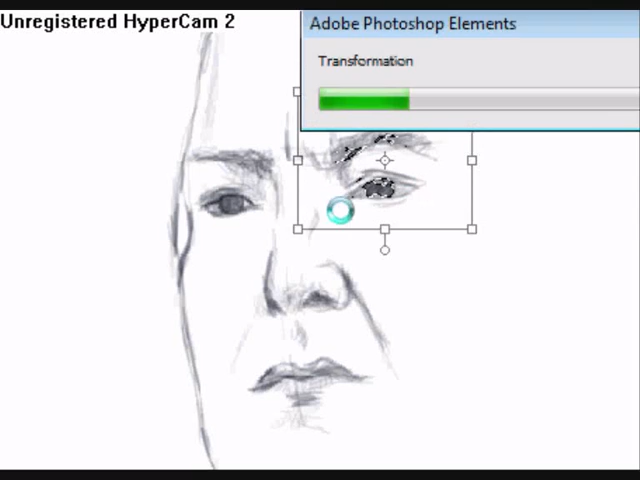 Unregistered HyperCam 2
Adobe Photoshop Elements
Transformation